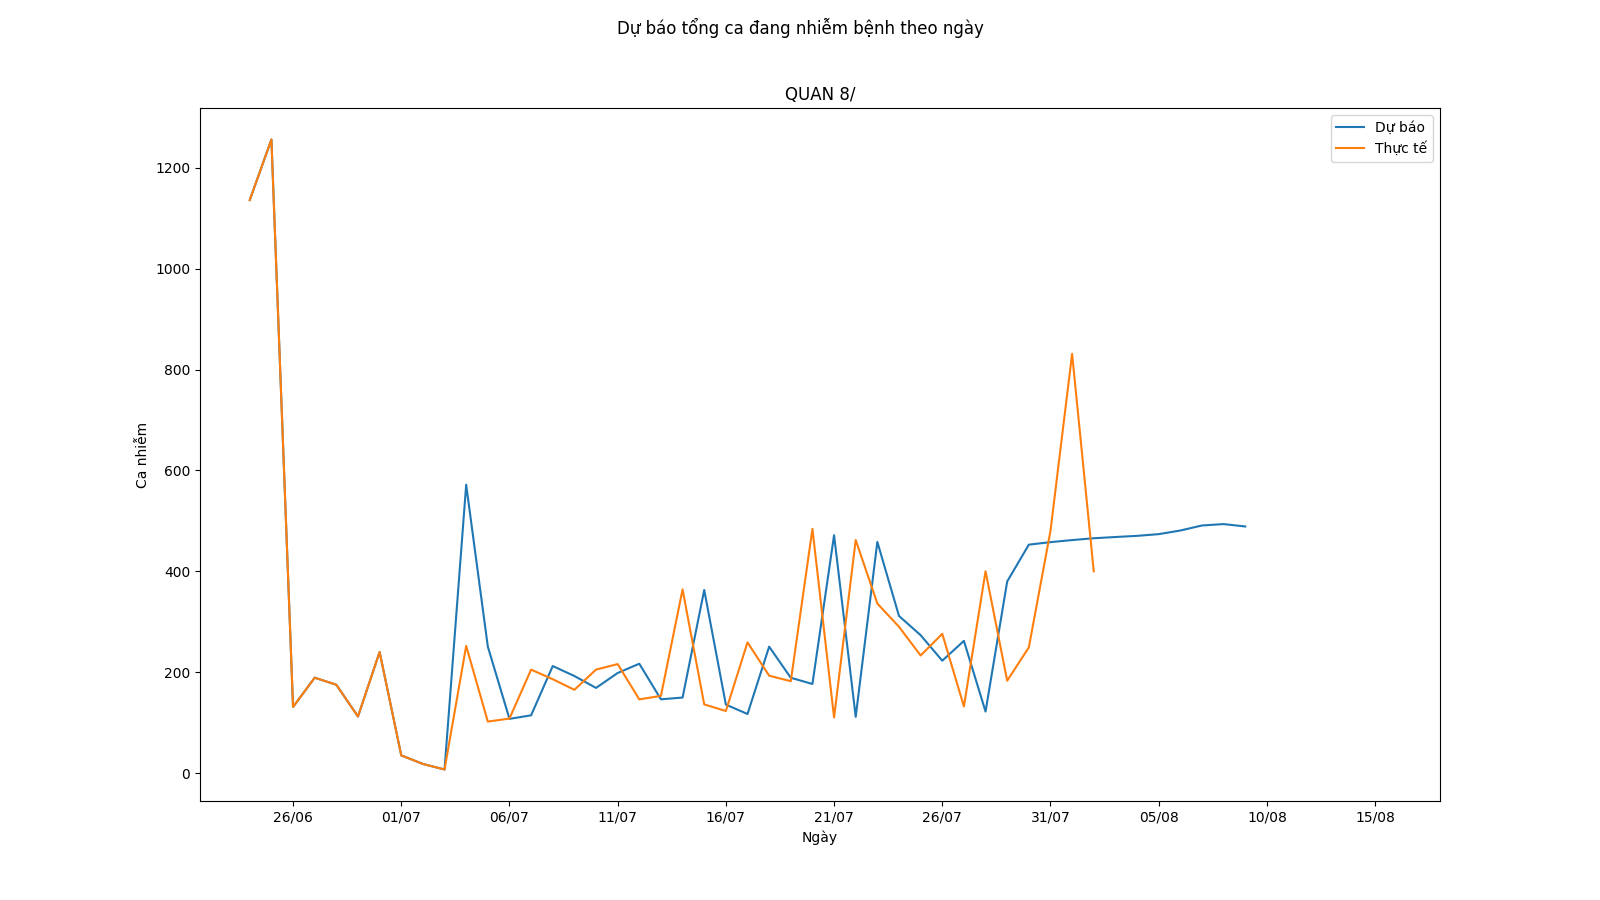 Dự báo tổng ca đang nhiễm bệnh theo ngày
QUAN 8/
Dự báo
Thực tế
1200
1000
800
600
400
200
0
Ca nhiễm
26/06 01/07 06/07 11/07 16/07 21/07 26/07 31/07 05/08 10/08 15/08
Ngày